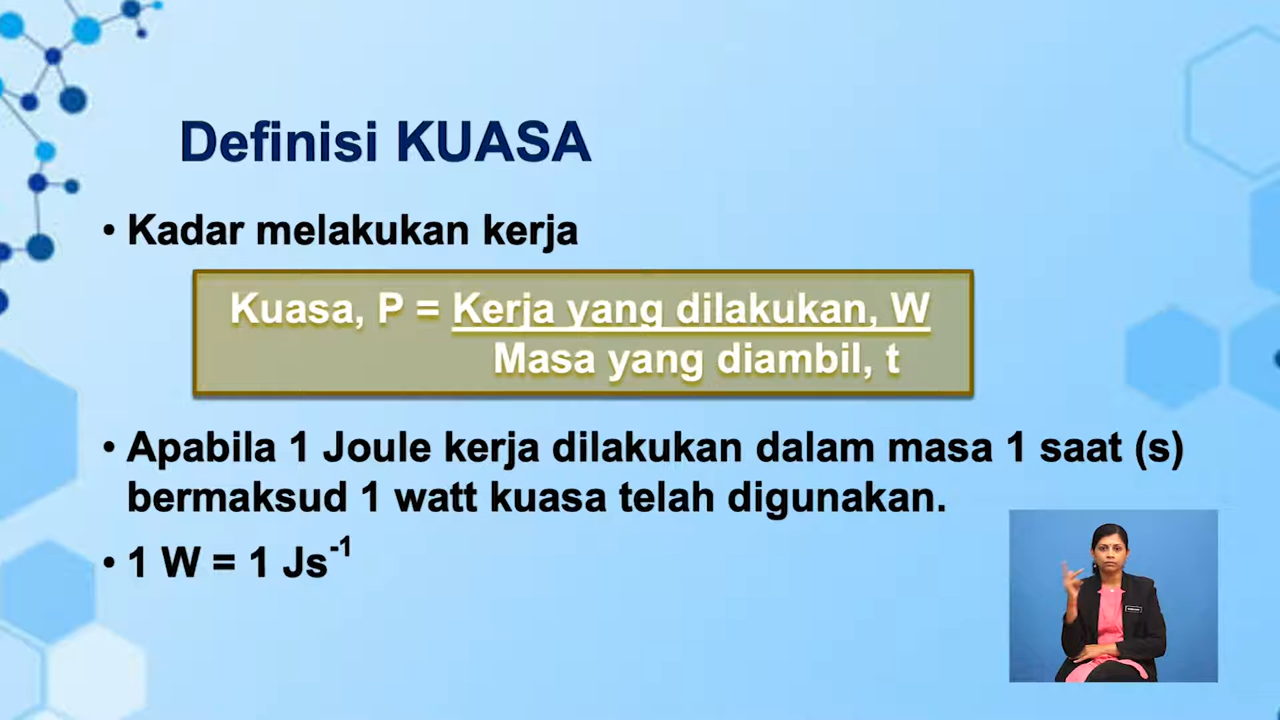 Definisi KUASA
• Kadar melakukan kerja
Kuasa, P = Kerja yang dilakukan, W
Masa yang diambil, t
• Apabila 1 Joule kerja dilakukan dalam masa 1 saat (s)
bermaksud 1 watt kuasa telah digunakan.
• 1 W = 1 Js⁻¹